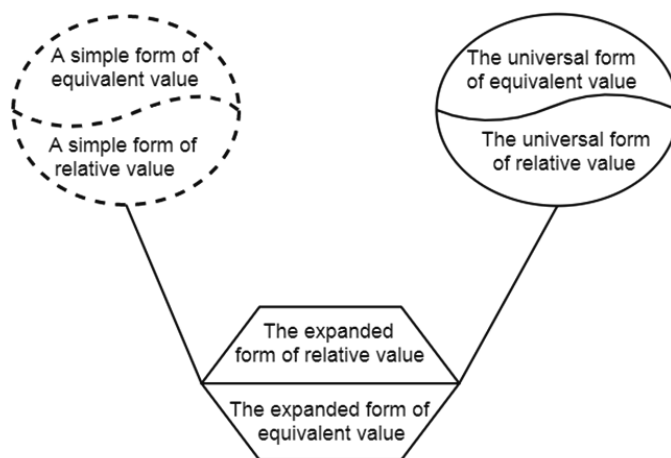 A simple form of
equivalent value
A simple form of
relative value
The universal form
of equivalent value
The universal form
of relative value
The expanded
form of relative value
The expanded form of
equivalent value